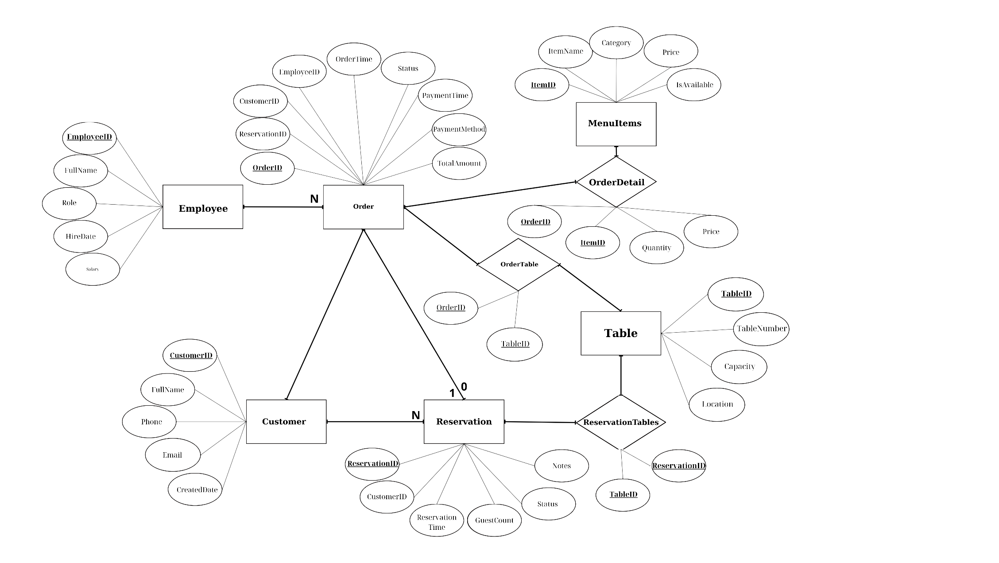 Category
ItemName
Price
ItemID
IsAvailable
MenuItems
OrderTime
Status
EmployeeID
PaymentTime
CustomerID
PaymentMethod
ReservationID
TotalAmount
OrderID
EmployeeID
FullName
Role
HireDate
Salary
Employee
N
Order
OrderDetail
OrderID
ItemID
Quantity
Price
OrderTable
OrderID
TableID
TableID
TableNumber
Capacity
Location
Table
CustomerID
FullName
Phone
Email
CreatedDate
Customer
N
1
0
Reservation
ReservationTables
ReservationID
CustomerID
Reservation
Time
GuestCount
Status
Notes
ReservationID
TableID